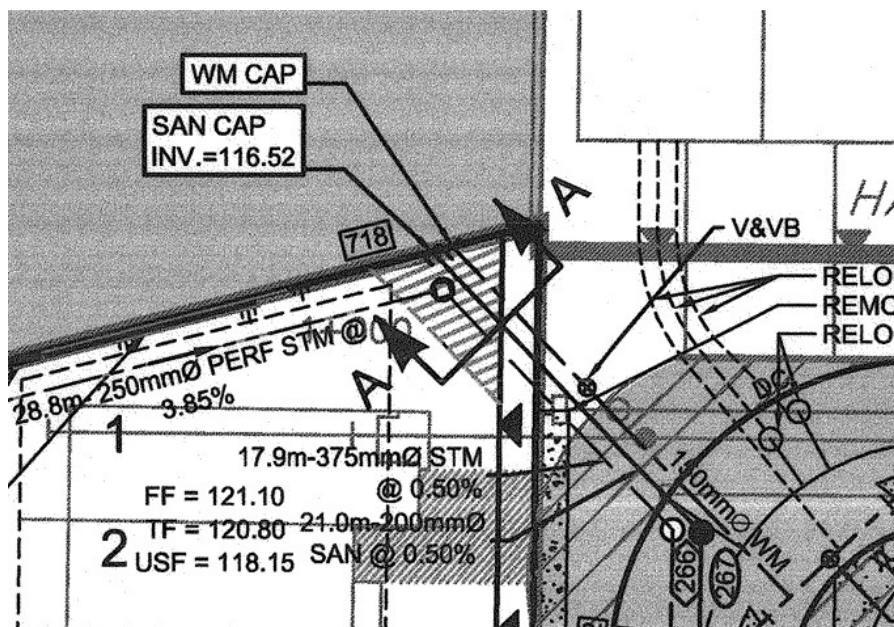 WM CAP
SAN CAP
INV.=116.52
A
718
V&VB
HA
RELO
REMO
RELO
A
28.8m- 250mmØ PERF STM @
3.85%
DC
1
17.9m-375mmØ STM
@ 0.50%
150mmØ WM
FF = 121.10
TF = 120.80
USF = 118.15
2
21.0m-200mmØ
SAN @ 0.50%
266
267